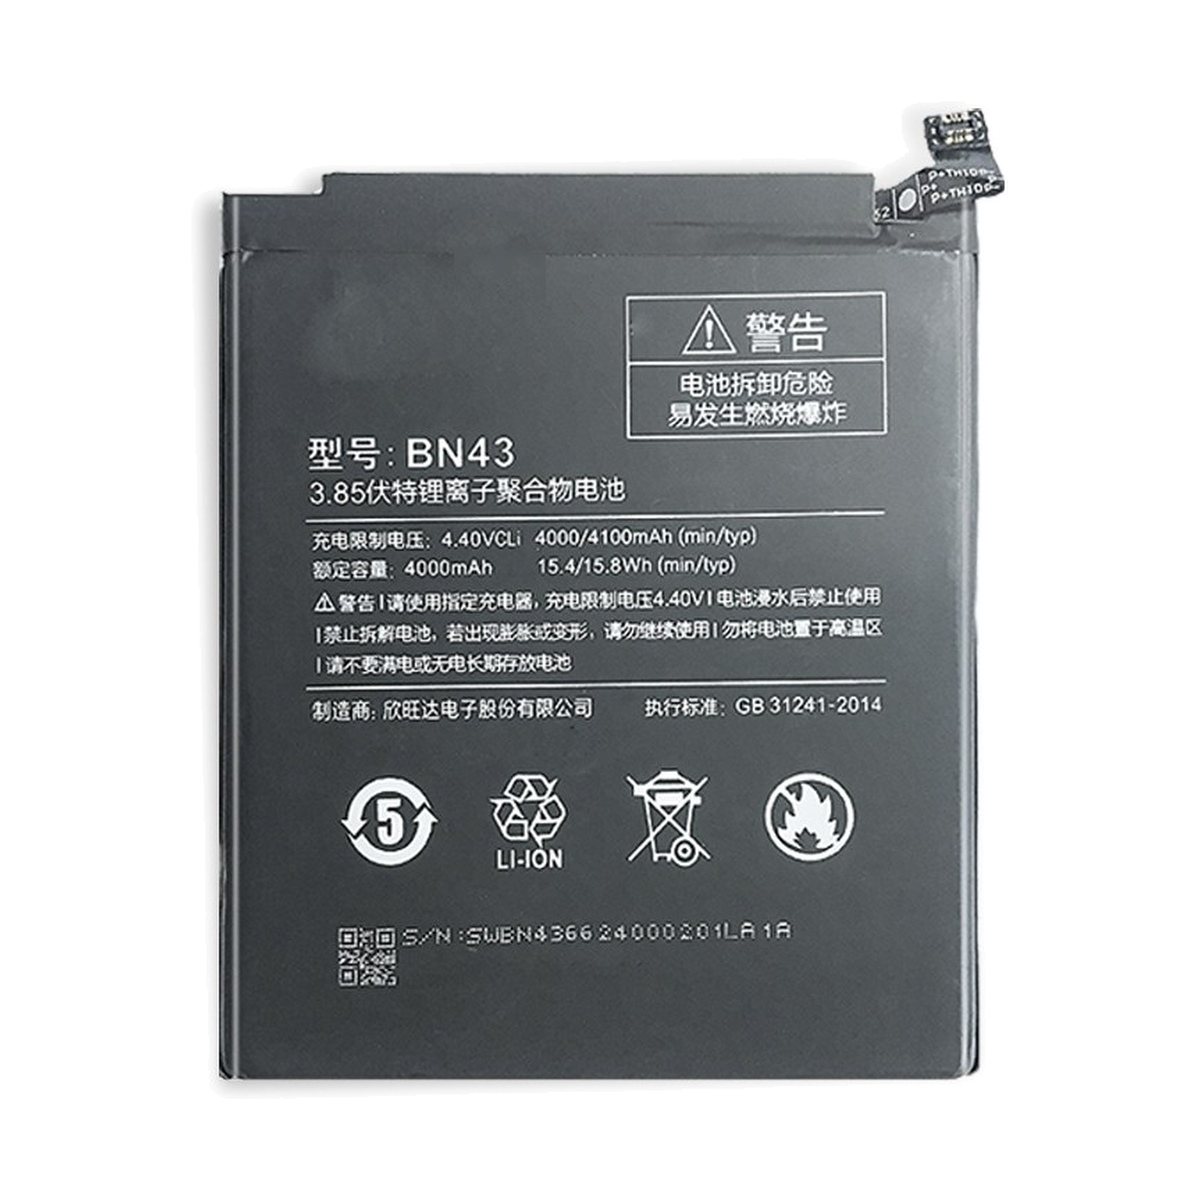 P+TH10P-
P+
P+TH10P-
警告
电池拆卸危险
易发生燃烧爆炸
型号: BN43
3.85伏特锂离子聚合物电池
充电限制电压: 4.40VCLi 4000/4100mAh (min/typ)
额定容量: 4000mAh 15.4/15.8Wh (min/typ)
警告 | 请使用指定充电器, 充电限制电压4.40V | 电池浸水后禁止使用
| 禁止拆解电池, 若出现膨胀或变形, 请勿继续使用 | 勿将电池置于高温区
| 请不要满电或无电长期存放电池
制造商: 欣旺达电子股份有限公司 执行标准: GB 31241-2014
5
LI-ION
S/N:SWBN436624000201LA1A